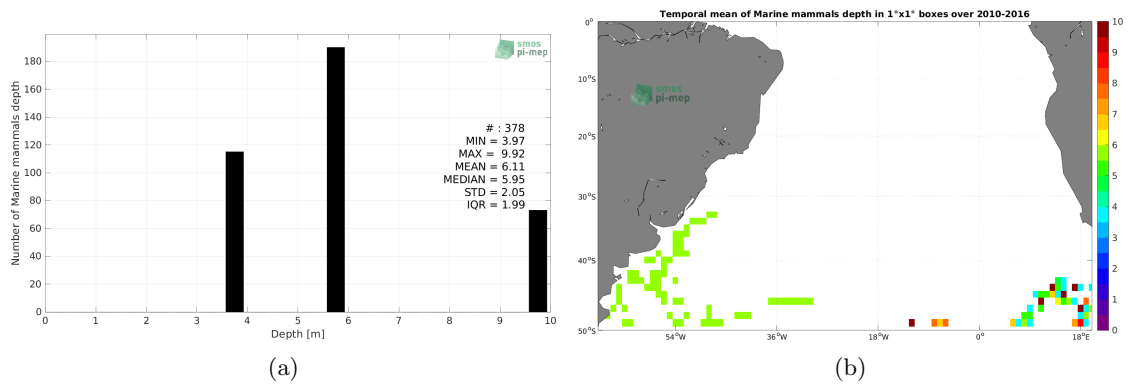 smos
pi-mep
Number of Marine mammals depth
180
160
140
120
100
80
60
40
20
0
# : 378
MIN = 3.97
MAX = 9.92
MEAN = 6.11
MEDIAN = 5.95
STD = 2.05
IQR = 1.99
0 1 2 3 4 5 6 7 8 9 10
Depth [m]
(a)
Temporal mean of Marine mammals depth in 1°x1° boxes over 2010-2016
smos
pi-mep
0°
10°S
20°S
30°S
40°S
50°S
54°W 36°W 18°W 0° 18°E
10
9
8
7
6
5
4
3
2
1
0
(b)